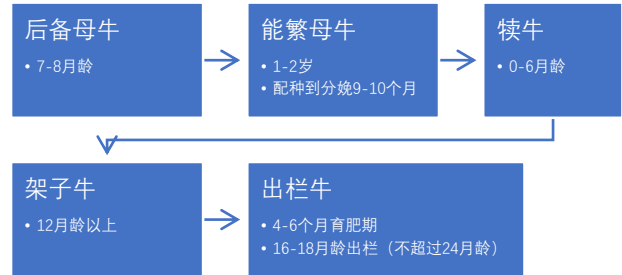 后备母牛
• 7-8月龄
能繁母牛
• 1-2岁
• 配种到分娩9-10个月
犊牛
• 0-6月龄
架子牛
• 12月龄以上
出栏牛
• 4-6个月育肥期
• 16-18月龄出栏（不超过24月龄）